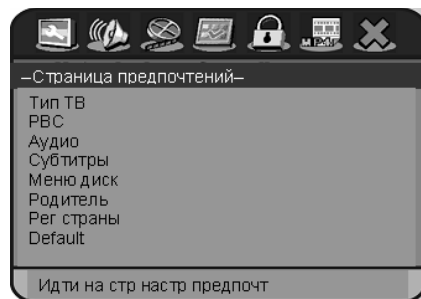 –Страница предпочтений–
Тип ТВ
PBC
Аудио
Субтитры
Меню диск
Родитель
Рег страны
Default
Идти на стр настр предпочт